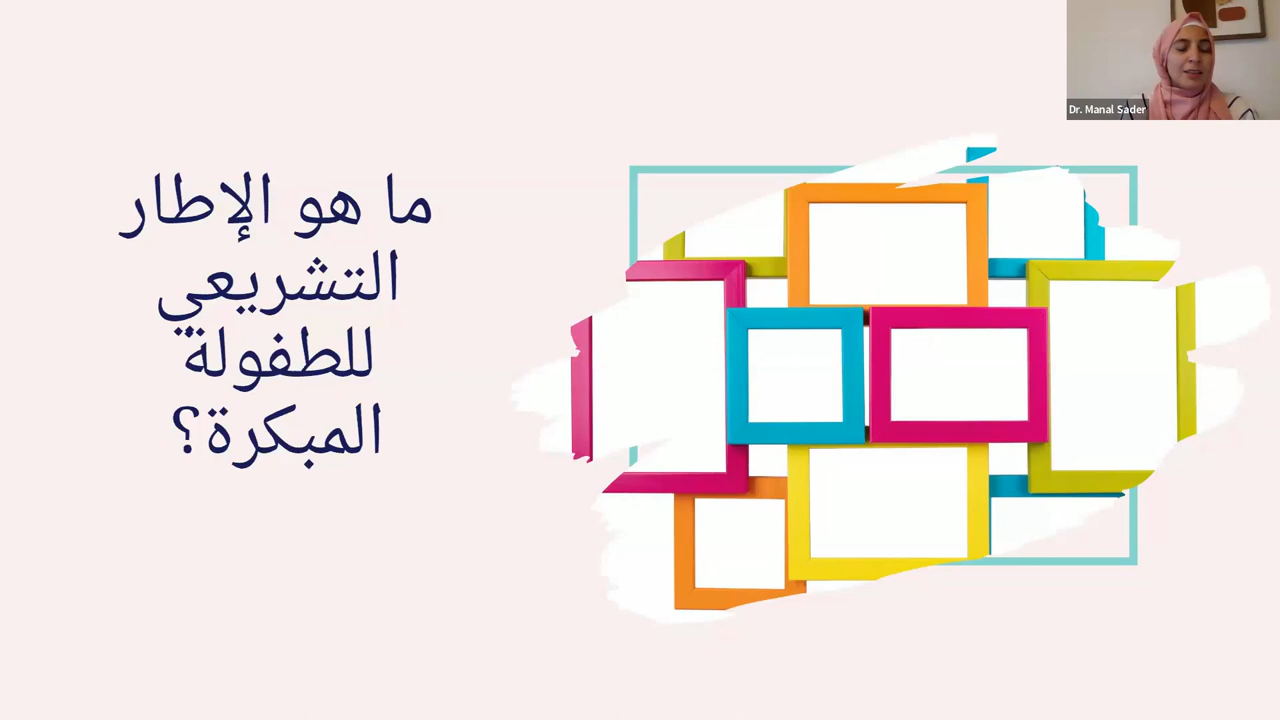 ما هو الإطار
التشريعي
للطفولة
المبكرة؟
Dr. Manal Sader